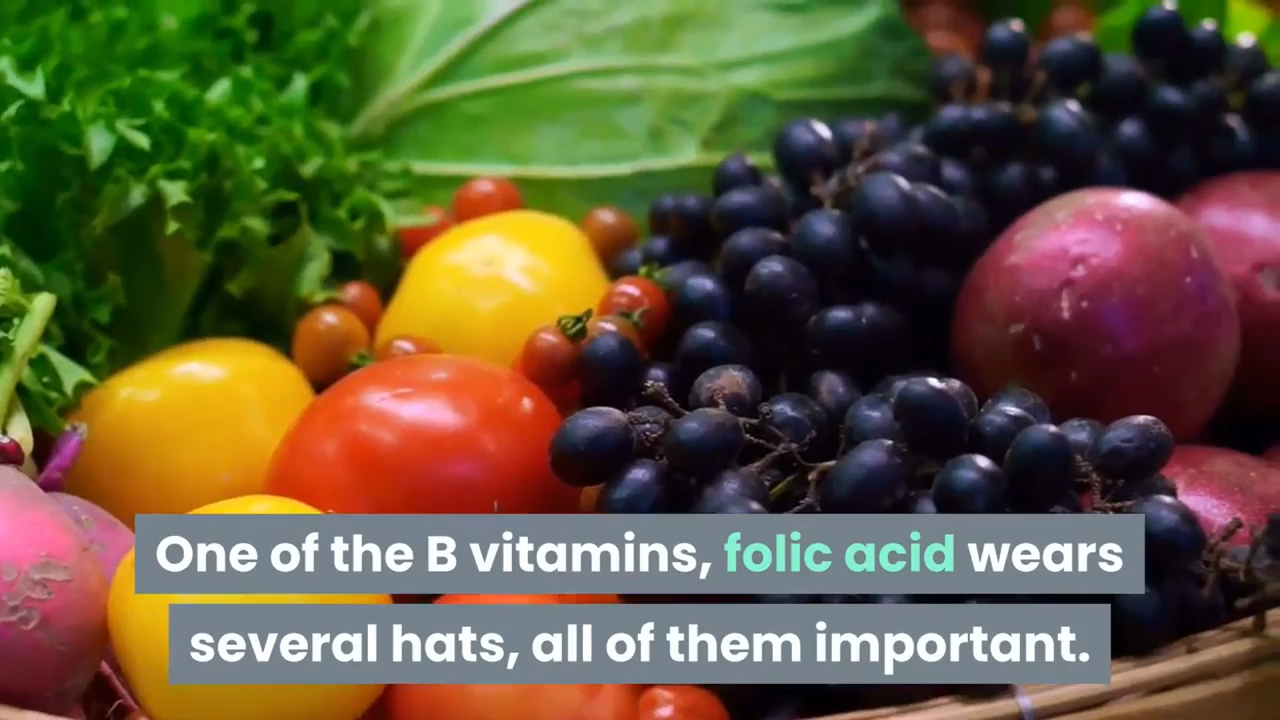 One of the B vitamins, folic acid wears
several hats, all of them important.